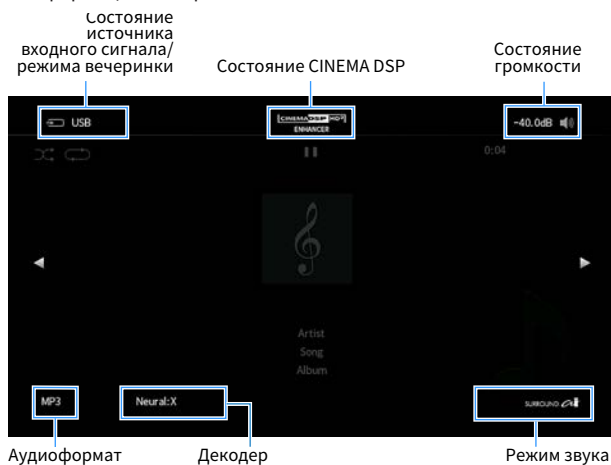 Состояние
источника
входного сигнала/
режима вечеринки
Состояние CINEMA DSP
Состояние
громкости
USB
CINEMA DSP HD³
ENHANCER
-40.0dB
0:04
Artist
Song
Album
MP3
Neural:X
SURROUND AI
Аудиоформат
Декодер
Режим звука